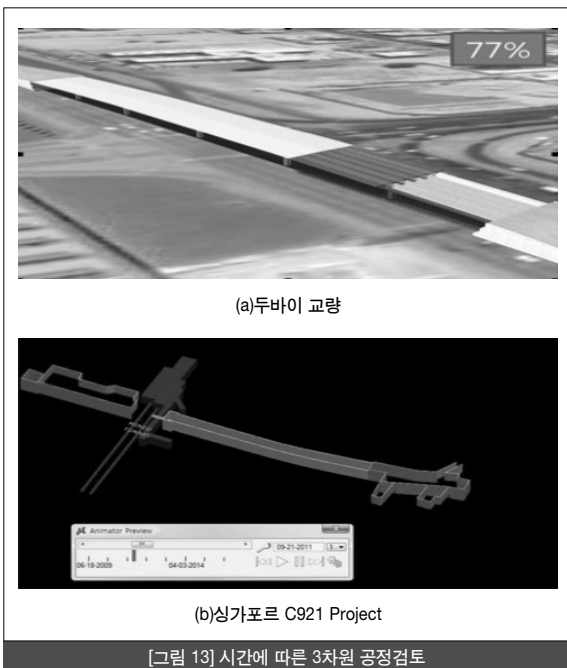 77%
(a)두바이 교량
Animator Preview
09-21-2011
06-18-2009
04-03-2014
(b)싱가포르 C921 Project
[그림 13] 시간에 따른 3차원 공정검토